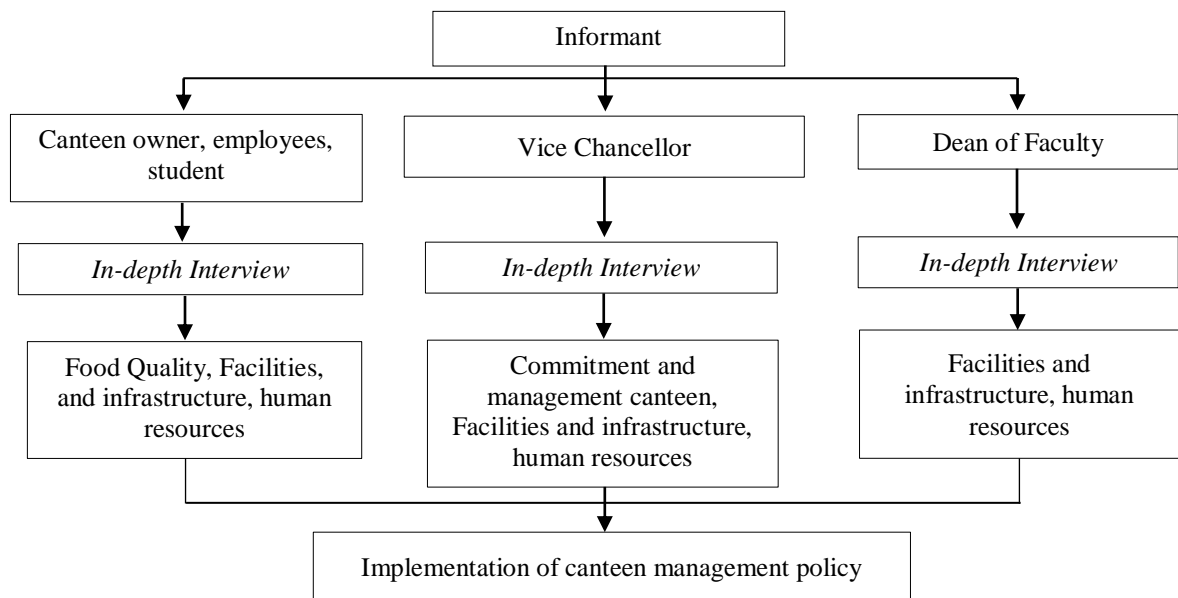 Informant
Canteen owner, employees,
student
Vice Chancellor
Dean of Faculty
In-depth Interview
In-depth Interview
In-depth Interview
Food Quality, Facilities,
and infrastructure, human
resources
Commitment and
management canteen,
Facilities and infrastructure,
human resources
Facilities and
infrastructure, human
resources
Implementation of canteen management policy